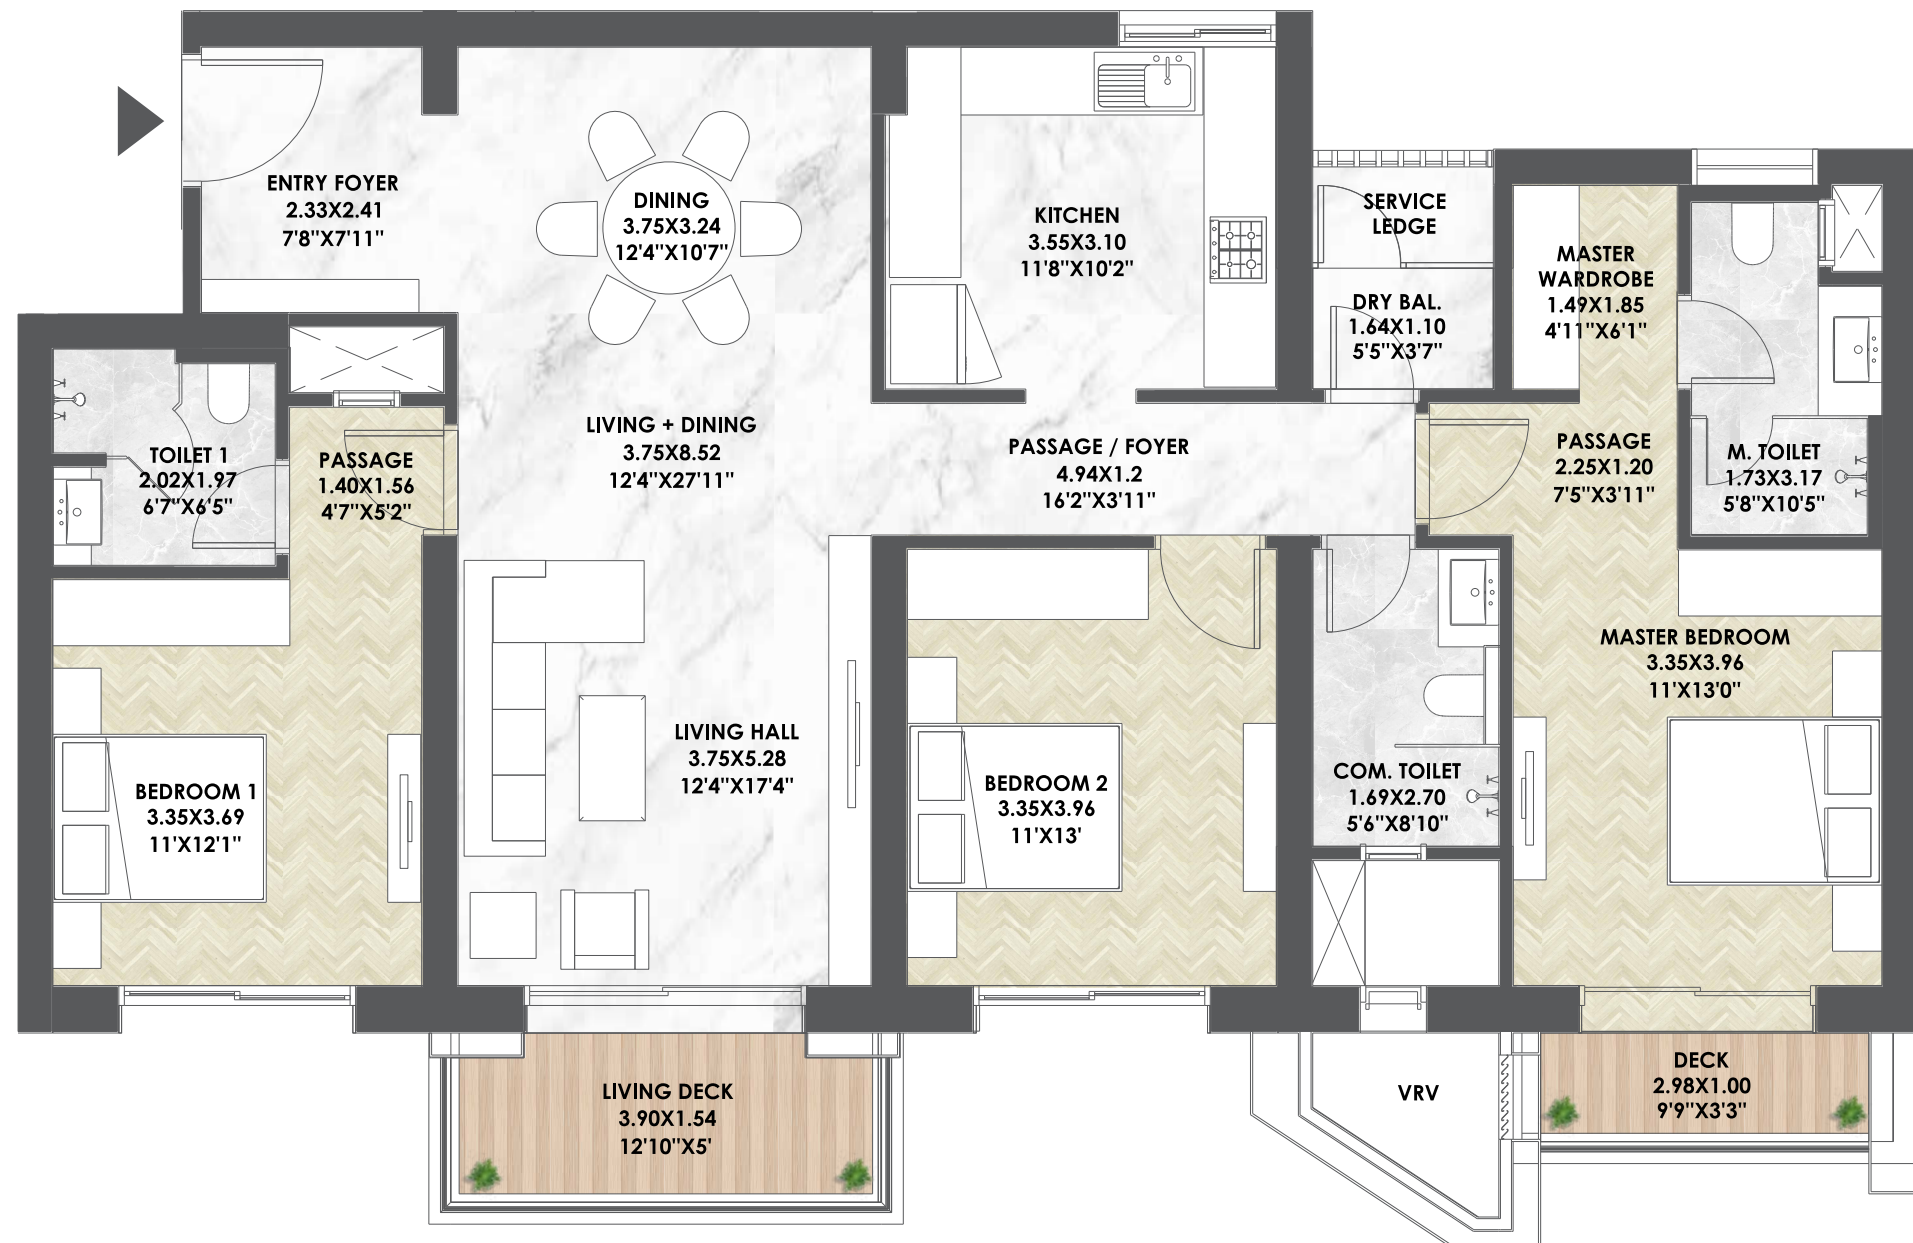 ENTRY FOYER
2.33X2.41
7'8"X7'11"
DINING
3.75X3.24
12'4"X10'7"
KITCHEN
3.55X3.10
11'8"X10'2"
SERVICE
LEDGE
DRY BAL.
1.64X1.10
5'5"X3'7"
MASTER
WARDROBE
1.49X1.85
4'11"X6'1"
TOILET 1
2.02X1.97
6'7"X6'5"
PASSAGE
1.40X1.56
4'7"X5'2"
LIVING + DINING
3.75X8.52
12'4"X27'11"
PASSAGE / FOYER
4.94X1.2
16'2"X3'11"
PASSAGE
2.25X1.20
7'5"X3'11"
M. TOILET
1.73X3.17
5'8"X10'5"
MASTER BEDROOM
3.35X3.96
11'X13'0"
LIVING HALL
3.75X5.28
12'4"X17'4"
BEDROOM 1
3.35X3.69
11'X12'1"
BEDROOM 2
3.35X3.96
11'X13'
COM. TOILET
1.69X2.70
5'6"X8'10"
LIVING DECK
3.90X1.54
12'10"X5'
VRV
DECK
2.98X1.00
9'9"X3'3"